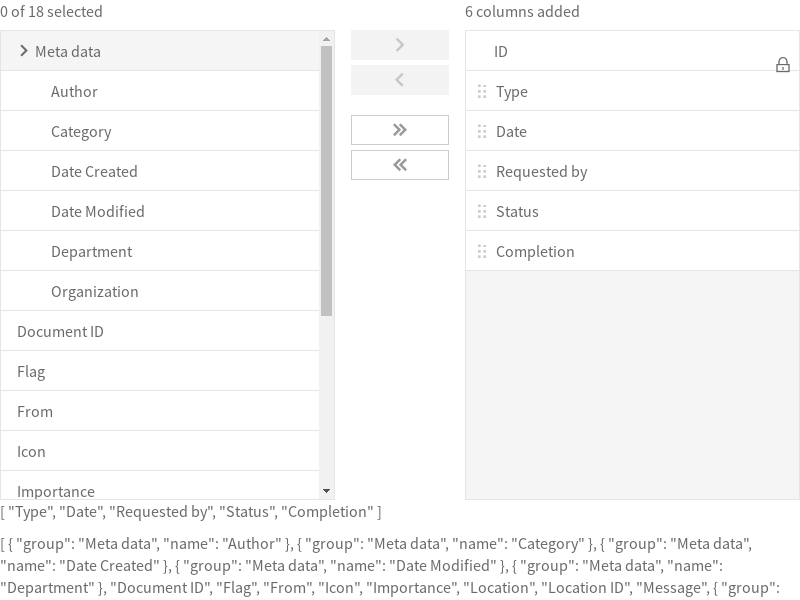 0 of 18 selected
Meta data
Author
Category
Date Created
Date Modified
Department
Organization
Document ID
Flag
From
Icon
Importance
6 columns added
ID
Type
Date
Requested by
Status
Completion
[ "Type", "Date", "Requested by", "Status", "Completion" ]
[ { "group": "Meta data", "name": "Author" }, { "group": "Meta data", "name": "Category" }, { "group": "Meta data",
"name": "Date Created" }, { "group": "Meta data", "name": "Date Modified" }, { "group": "Meta data", "name":
"Department" }, "Document ID", "Flag", "From", "Icon", "Importance", "Location", "Location ID", "Message", { "group":